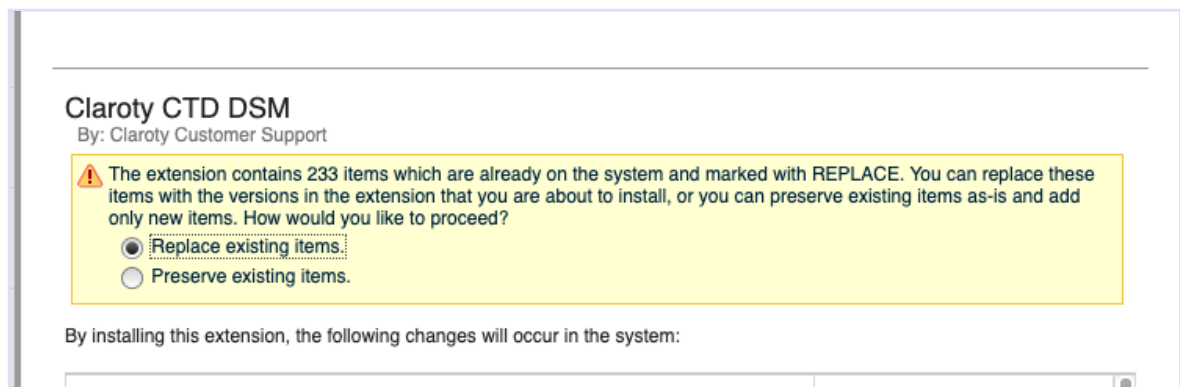 Claroty CTD DSM
By: Claroty Customer Support
The extension contains 233 items which are already on the system and marked with REPLACE. You can replace these
items with the versions in the extension that you are about to install, or you can preserve existing items as-is and add
only new items. How would you like to proceed?
Replace existing items.
Preserve existing items.
By installing this extension, the following changes will occur in the system: